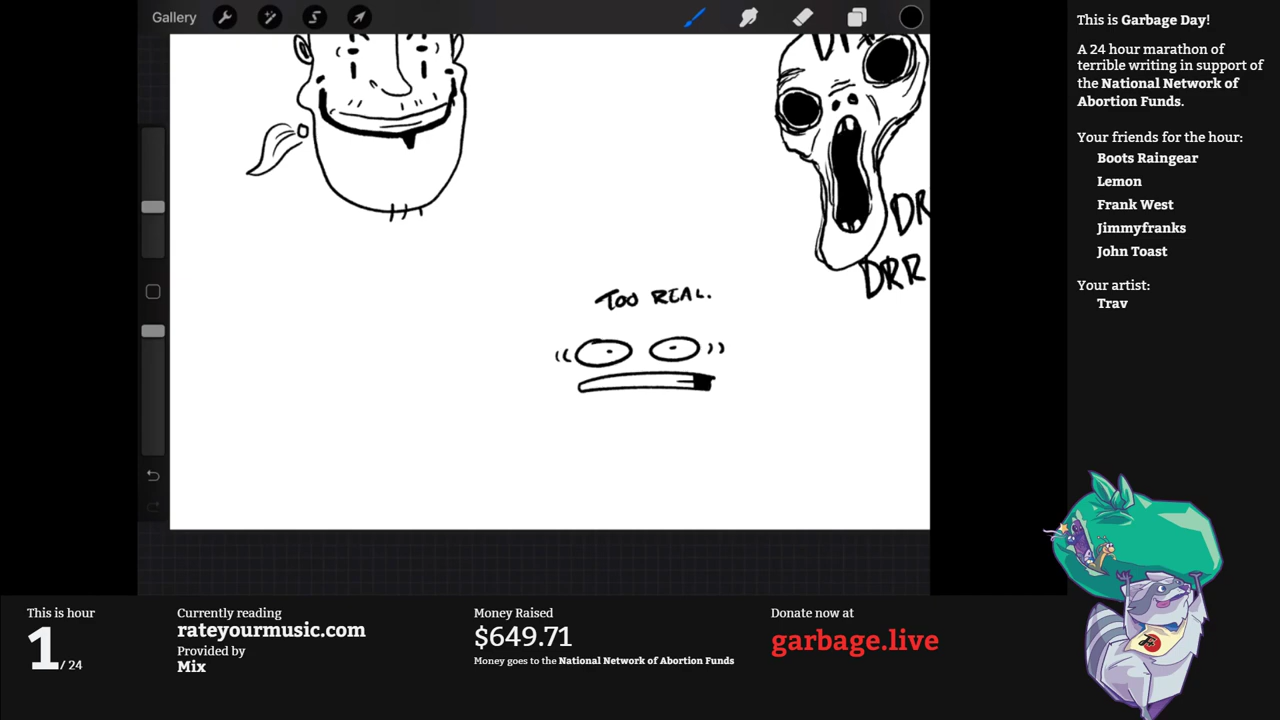 Gallery
DR
DRR
TOO REAL.
This is Garbage Day!
A 24 hour marathon of
terrible writing in support of
the National Network of
Abortion Funds.
Your friends for the hour:
Boots Raingear
Lemon
Frank West
Jimmyfranks
John Toast
Your artist:
Trav
This is hour
1 / 24
Currently reading
rateyourmusic.com
Provided by
Mix
Money Raised
$649.71
Money goes to the National Network of Abortion Funds
Donate now at
garbage.live